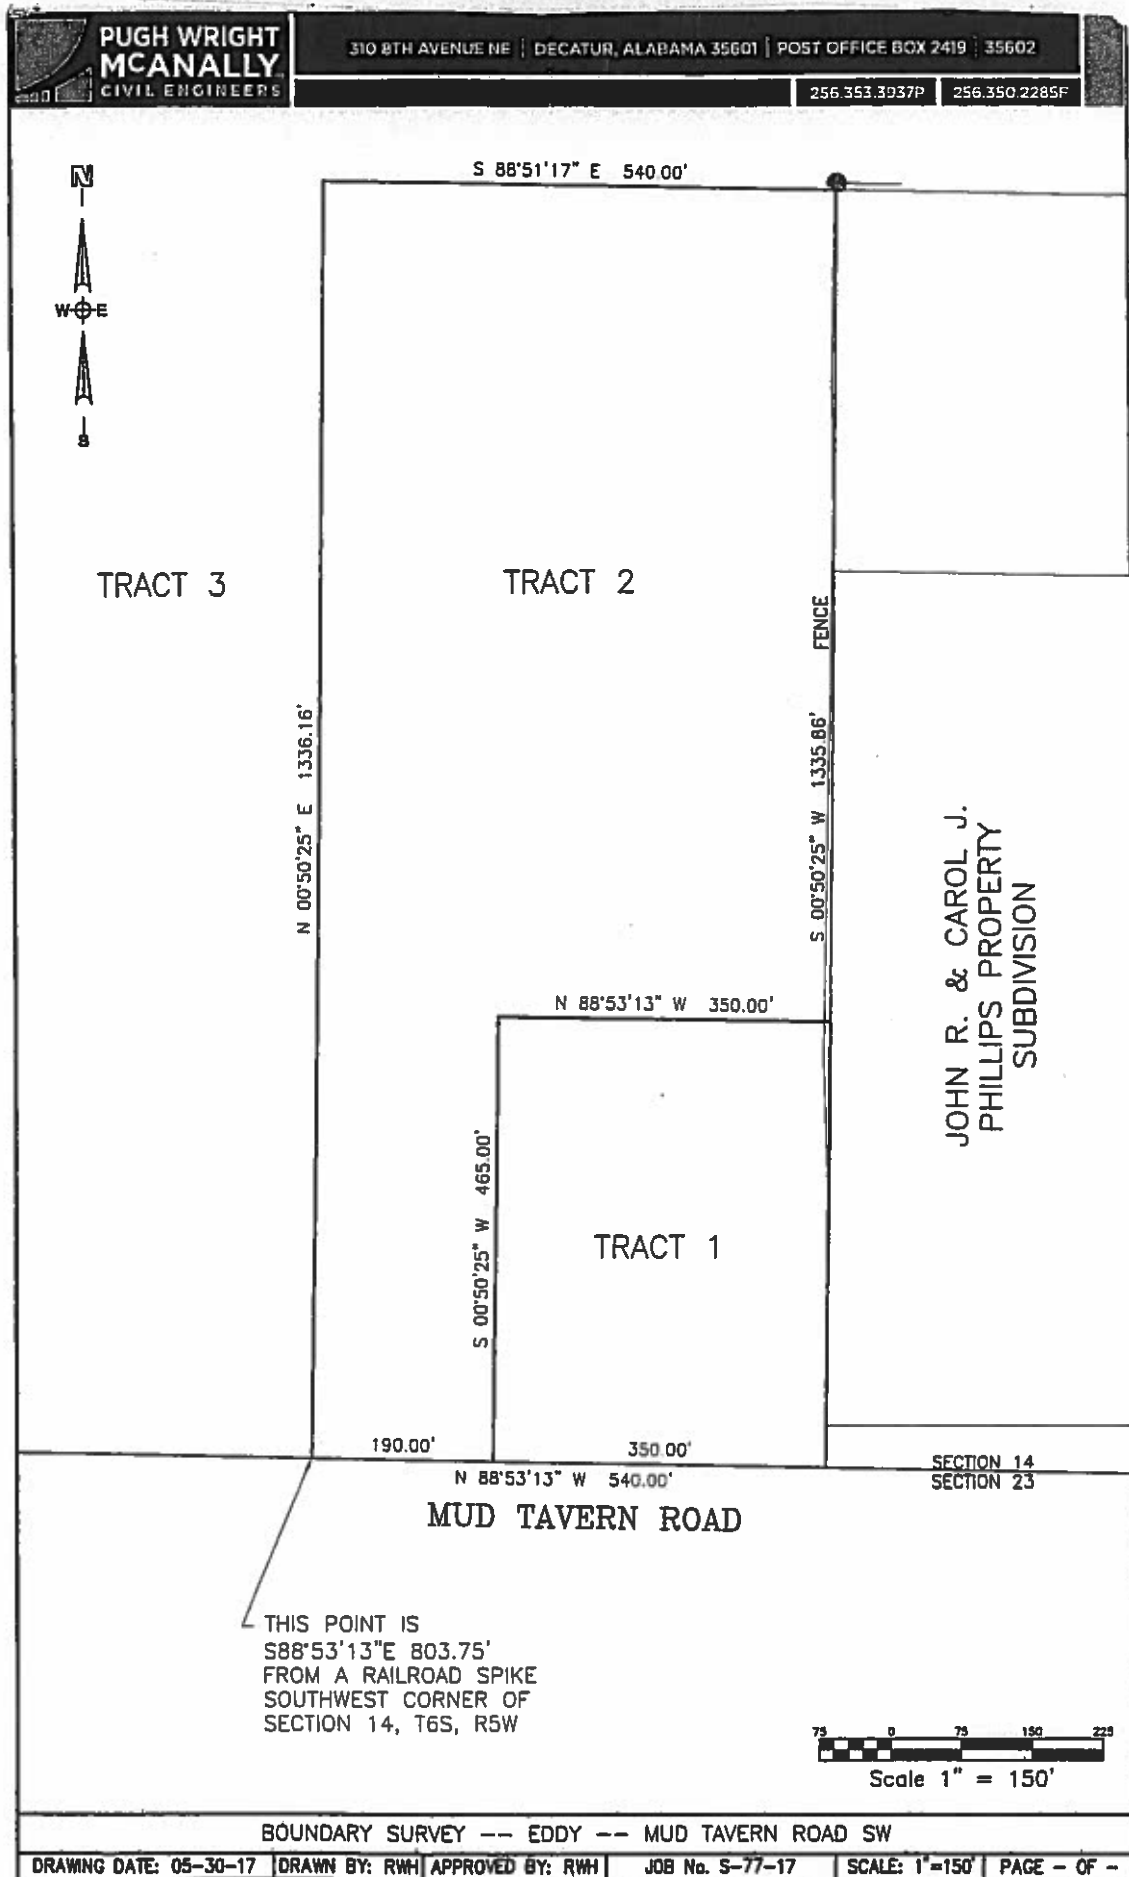 PUGH WRIGHT
MCANALLY
CIVIL ENGINEERS
310 8TH AVENUE NE | DECATUR, ALABAMA 35601 | POST OFFICE BOX 2419 | 35602
256.353.3937P
256.350.2285F
N
W E
S
S 88°51'17" E 540.00'
TRACT 3
TRACT 2
FENCE
N 00°50'25" E 1336.16'
S 00°50'25" W 1335.86'
JOHN R. & CAROL J.
PHILLIPS PROPERTY
SUBDIVISION
N 88°53'13" W 350.00'
S 00°50'25" W 465.00'
TRACT 1
190.00'
350.00'
SECTION 14
SECTION 23
N 88°53'13" W 540.00'
MUD TAVERN ROAD
THIS POINT IS
S88°53'13"E 803.75'
FROM A RAILROAD SPIKE
SOUTHWEST CORNER OF
SECTION 14, T6S, R5W
75 0 75 150 225
Scale 1" = 150'
BOUNDARY SURVEY -- EDDY -- MUD TAVERN ROAD SW
DRAWING DATE: 05-30-17 DRAWN BY: RWH APPROVED BY: RWH JOB No. S-77-17 SCALE: 1"=150' PAGE - OF -